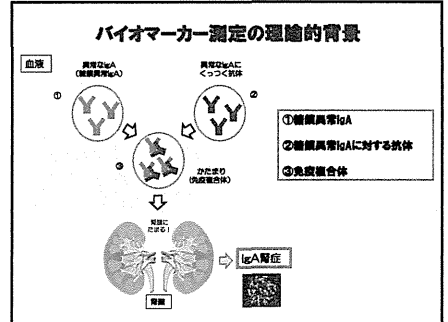 バイオマーカー測定の理論的背景
血液
異常なIgA
(糖鎖異常IgA)
異常なIgAに
くっつく抗体
①
②
①糖鎖異常IgA
②糖鎖異常IgAに対する抗体
③免疫複合体
③
かたまり
(免疫複合体)
腎臓に
たまる!
IgA腎症
腎臓